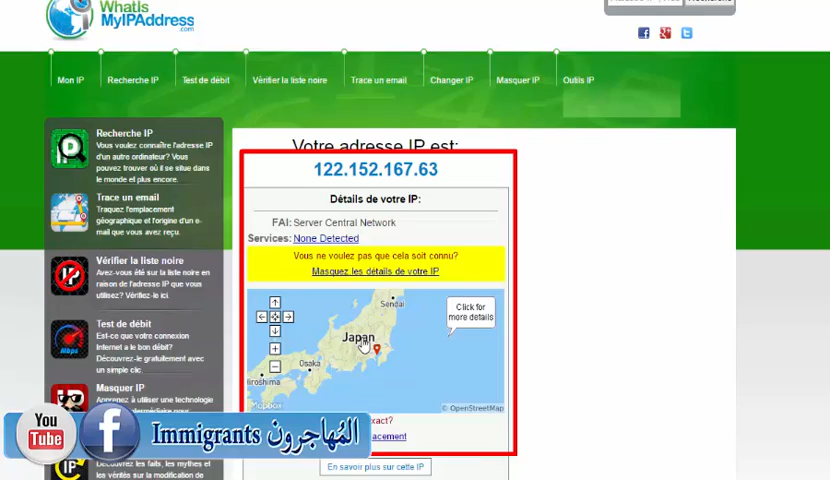 WhatIs
MyIPAddress
.com
Mon IP
Recherche IP
Test de débit
Vérifier la liste noire
Trace un email
Changer IP
Masquer IP
Outils IP
Recherche IP
Vous voulez connaître l'adresse IP
d'un autre ordinateur? Vous
pouvez trouver où il se situe dans
le monde et plus encore.
Trace un email
Traquez l'emplacement
géographique et l'origine d'un e-
mail que vous avez reçu.
Vérifier la liste noire
Avez-vous été sur la liste noire en
raison de l'adresse IP que vous
utilisez? Vérifiez-le ici.
Test de débit
Est-ce que votre connexion
Internet a le bon débit?
Découvrez-le gratuitement avec
un simple clic.
Masquer IP
Apprenez à utiliser une technologie
Découvrez les faits, les mythes et
les vérités sur la modification de
Votre adresse IP est:
122.152.167.63
Détails de votre IP:
FAI: Server Central Network
Services: None Detected
Vous ne voulez pas que cela soit connu?
Masquez les détails de votre IP
Click for
more details
Sendai
Japan
Osaka
Hiroshima
Mapbox
© OpenStreetMap
xact?
lacement
En savoir plus sur cette IP
You
Tube
Immigrants المُهاجرون